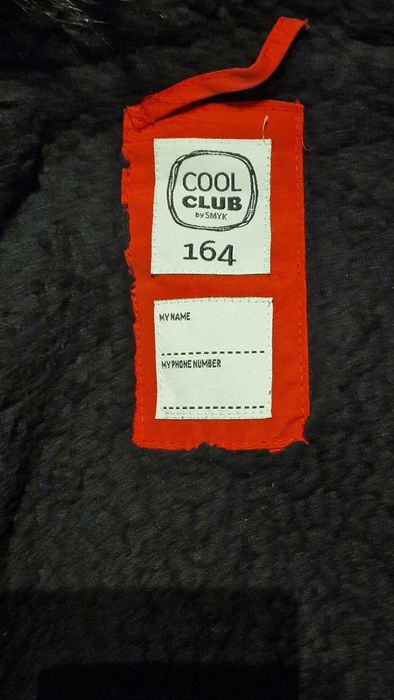 COOL
CLUB
by SMYK
164
MY NAME
MY PHONE NUMBER